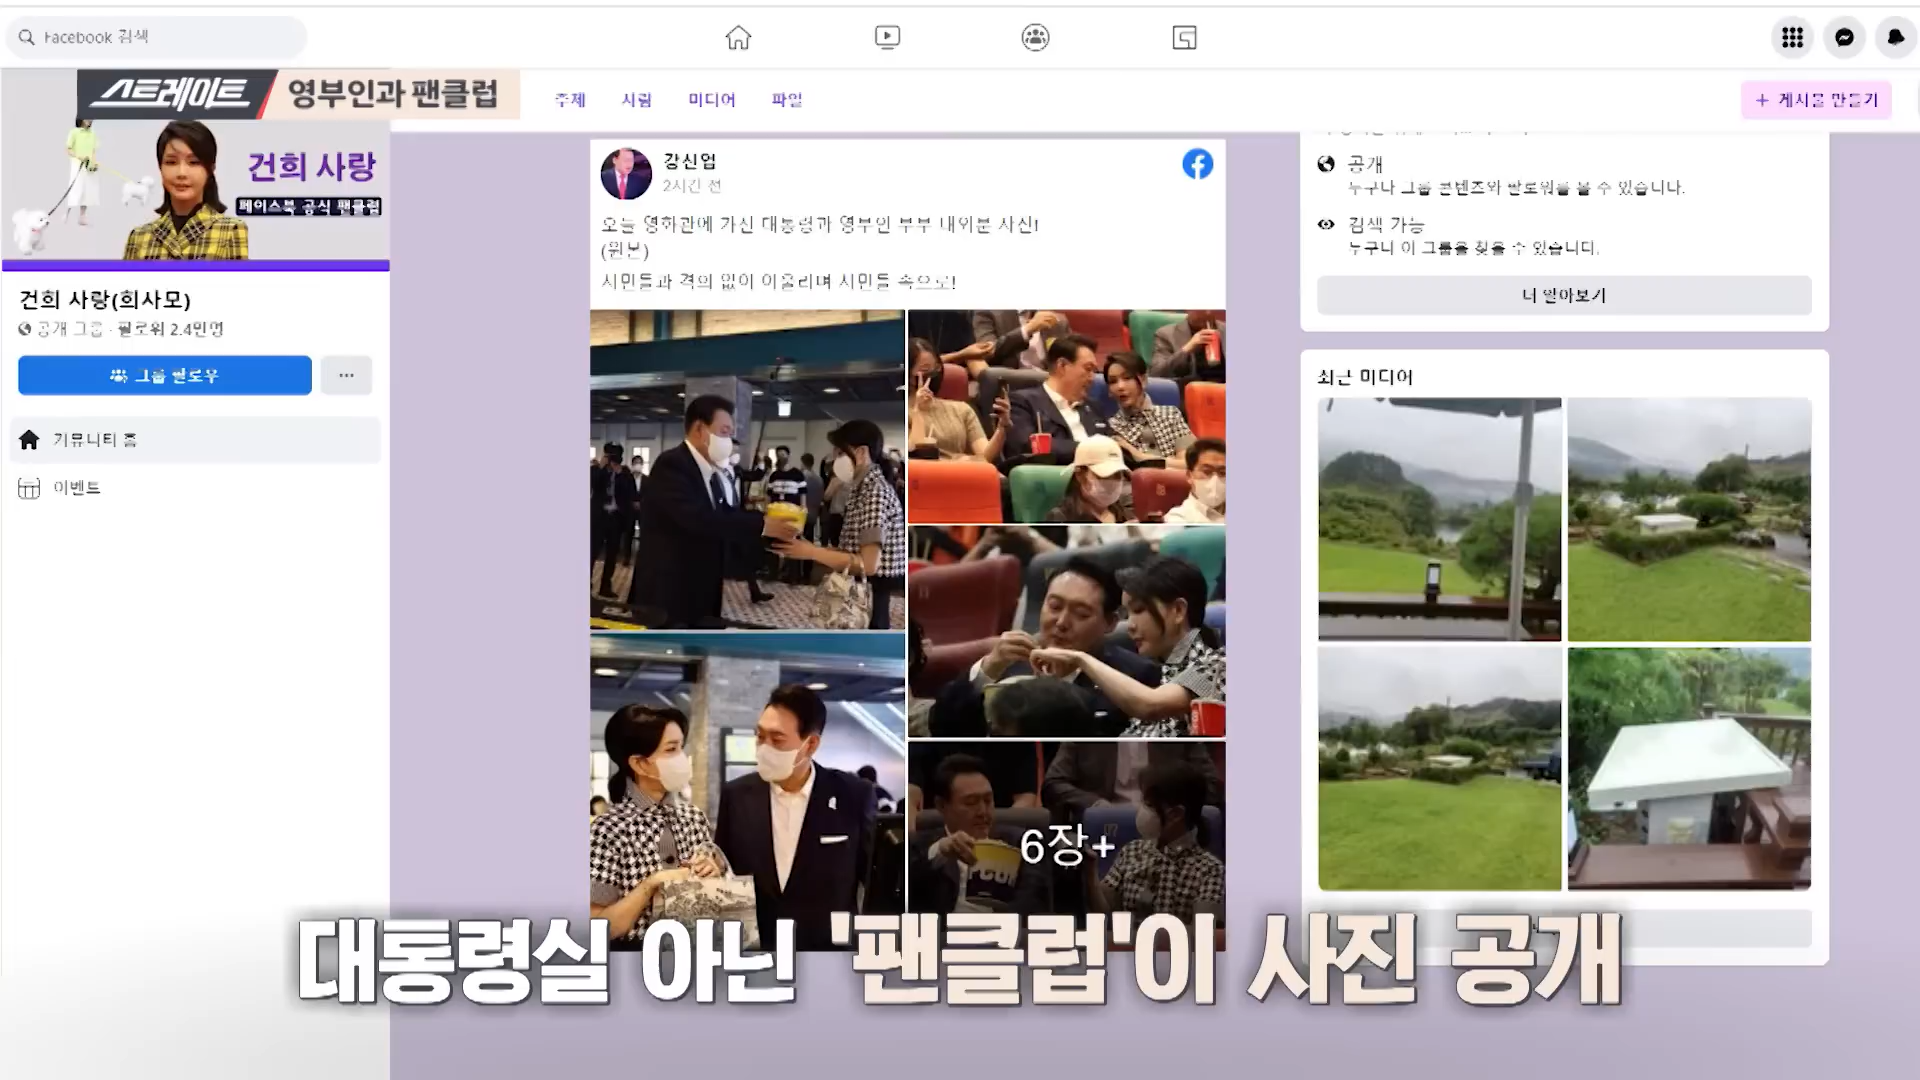 Facebook 검색
스트레이트 영부인과 팬클럽
주제 사람 미디어 파일
+ 게시물 만들기
건희 사랑
페이스북 공식 팬클럽
건희 사랑(희사모)
공개 그룹 · 팔로워 2.4만명
그룹 팔로우
커뮤니티 홈
이벤트
강신업
2시간 전
오늘 영화관에 가신 대통령과 영부인 부부 내외분 사진!
(원본)
시민들과 격의 없이 어울리며 시민들 속으로!
6장+
공개
누구나 그룹 콘텐츠와 팔로워를 볼 수 있습니다.
검색 가능
누구나 이 그룹을 찾을 수 있습니다.
더 알아보기
최근 미디어
대통령실 아닌 '팬클럽'이 사진 공개